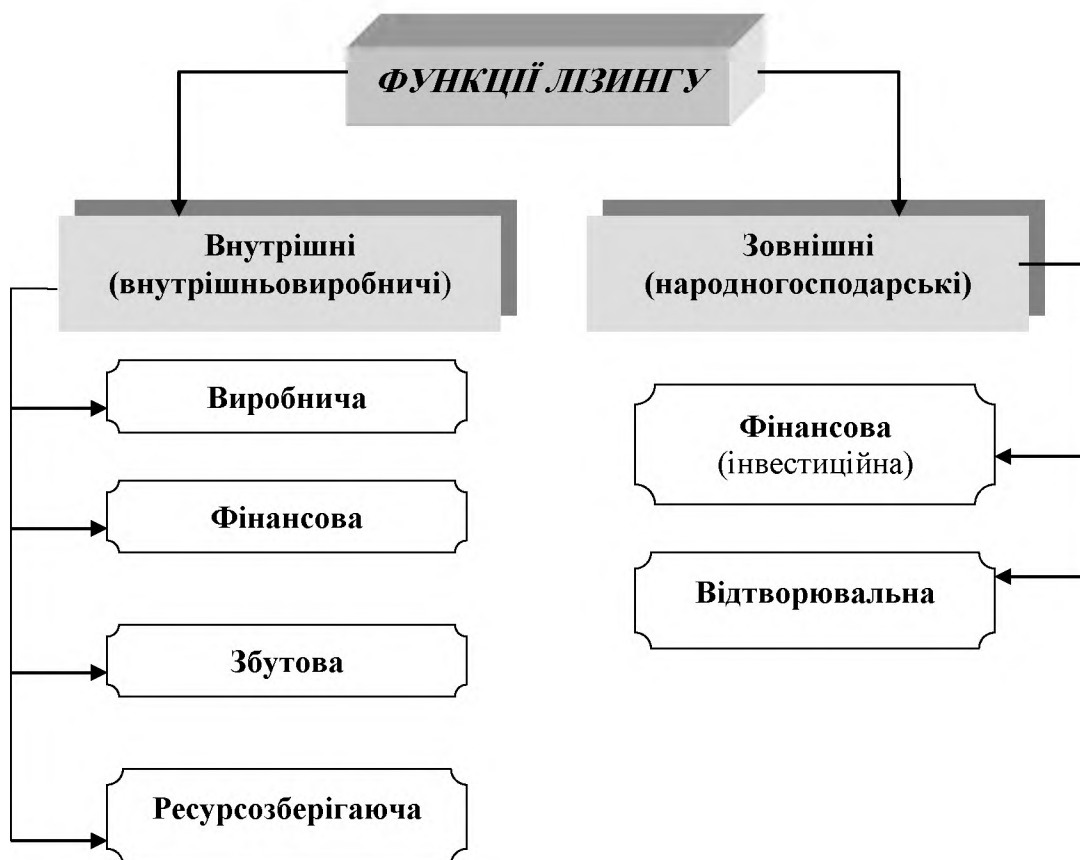 ФУНКЦІЇ ЛІЗИНГУ
Внутрішні
(внутрішньовиробничі)
Виробнича
Фінансова
Збутова
Ресурсозберігаюча
Зовнішні
(народногосподарські)
Фінансова
(інвестиційна)
Відтворювальна